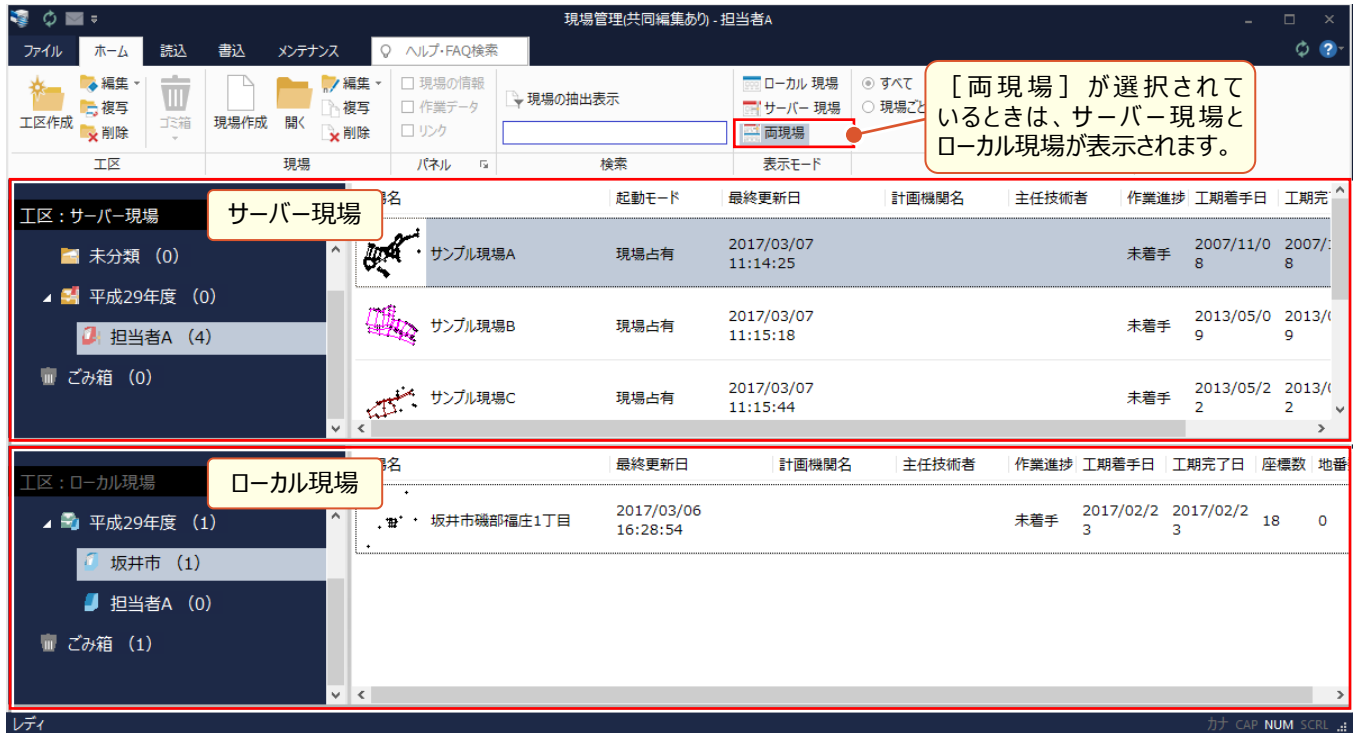 現場管理(共同編集あり) - 担当者A
ファイル ホーム 読込 書込 メンテナンス ヘルプ・FAQ検索
工区作成 編集 複写 削除 ゴミ箱
工区
現場作成 開く 編集 複写 削除
現場
現場の情報
作業データ
リンク
パネル
現場の抽出表示
検索
ローカル 現場
サーバー 現場
両現場
表示モード
すべて
現場ごと
［両現場］が選択されて
いるときは、サーバー現場と
ローカル現場が表示されます。
工区：サーバー現場
サーバー現場
未分類 （0）
平成29年度 （0）
担当者A （4）
ごみ箱 （0）
名 起動モード 最終更新日 計画機関名 主任技術者 作業進捗 工期着手日 工期完
サンプル現場A 現場占有 2017/03/07 未着手 2007/11/0 2007/1
11:14:25 8 8
サンプル現場B 現場占有 2017/03/07 未着手 2013/05/0 2013/0
11:15:18 9 9
サンプル現場C 現場占有 2017/03/07 未着手 2013/05/2 2013/0
11:15:44 2 2
工区：ローカル現場
ローカル現場
平成29年度 （1）
坂井市 （1）
担当者A （0）
ごみ箱 （1）
名 最終更新日 計画機関名 主任技術者 作業進捗 工期着手日 工期完了日 座標数 地番
坂井市磯部福庄1丁目 2017/03/06 未着手 2017/02/2 2017/02/2 18 0
16:28:54 3 3
レディ カナ CAP NUM SCRL